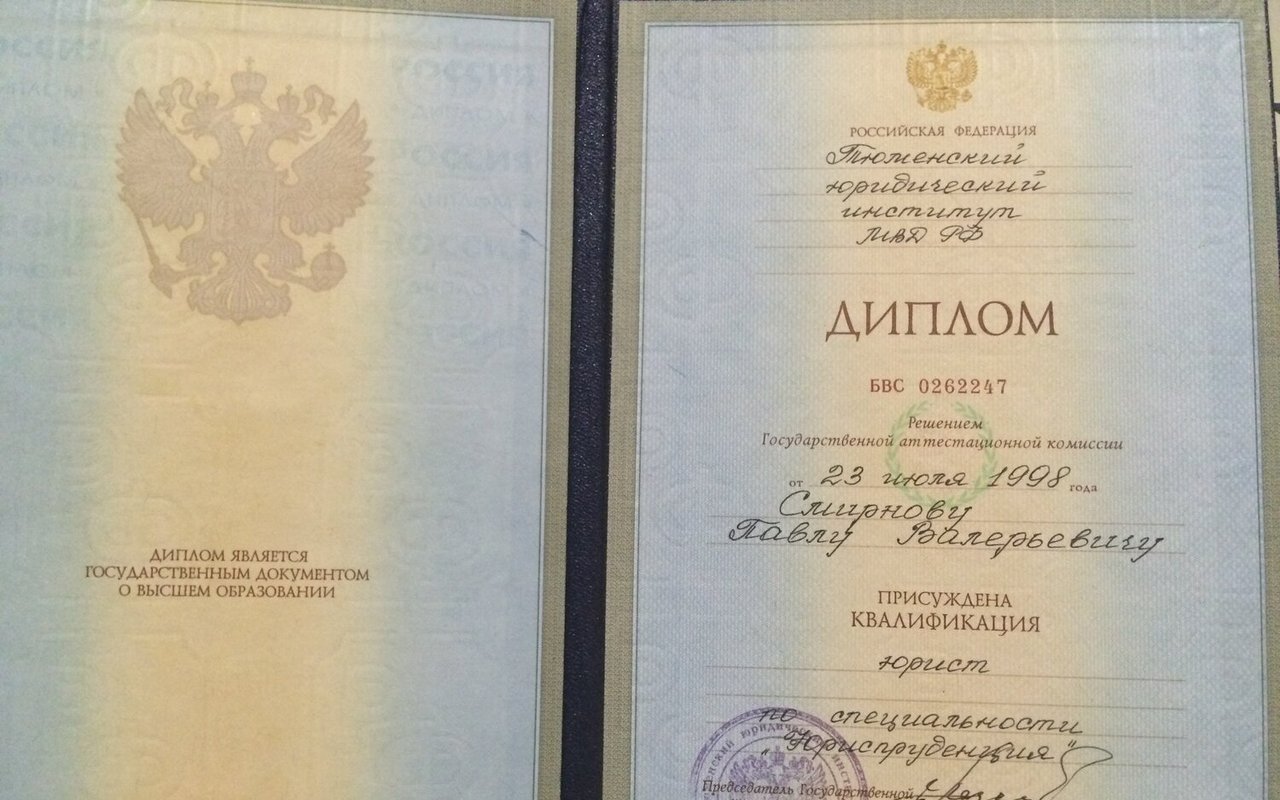 ДИПЛОМ ЯВЛЯЕТСЯ
ГОСУДАРСТВЕННЫМ ДОКУМЕНТОМ
О ВЫСШЕМ ОБРАЗОВАНИИ
РОССИЙСКАЯ ФЕДЕРАЦИЯ
Тюменский
юридический
институт
МВД РФ
ДИПЛОМ
БВС 0262247
Решением
Государственной аттестационной комиссии
от 23 июля 1998 года
Смирнову
Павлу Валерьевичу
ПРИСУЖДЕНА
КВАЛИФИКАЦИЯ
юрист
по специальности
"Юриспруденция"
Председатель Государственной